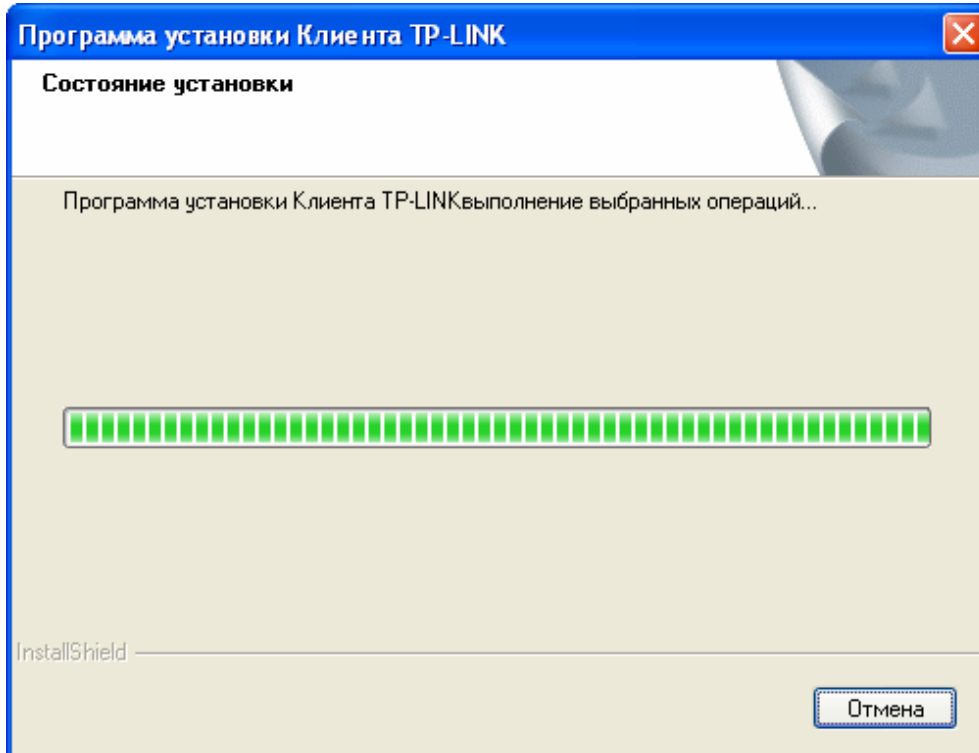 Программа установки Клиента TP-LINK
Состояние установки
Программа установки Клиента TP-LINKвыполнение выбранных операций...
InstallShield
Отмена